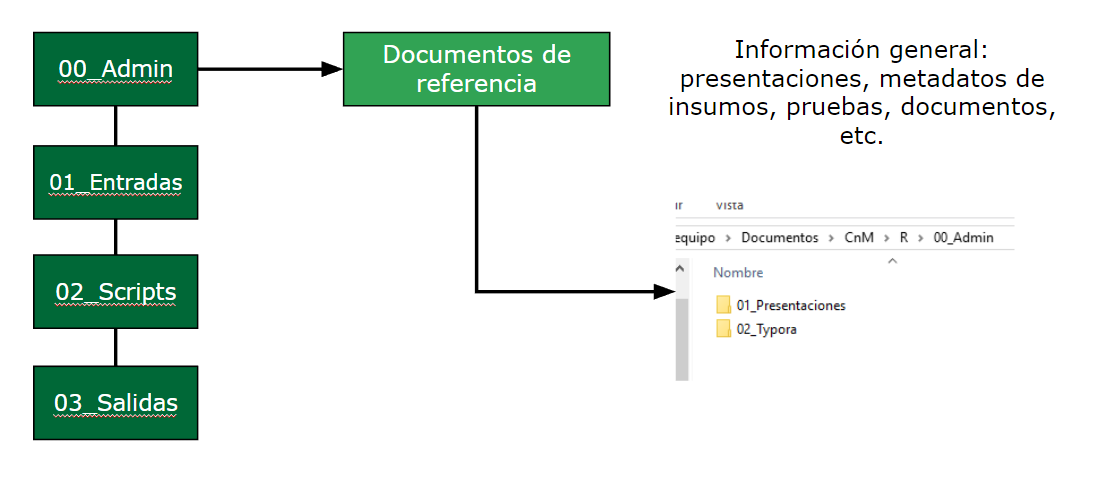 00_Admin
01_Entradas
02_Scripts
03_Salidas
Documentos de
referencia
Información general:
presentaciones, metadatos de
insumos, pruebas, documentos,
etc.
Vista
equipo > Documentos > CnM > R > 00_Admin
Nombre
01_Presentaciones
02_Typora